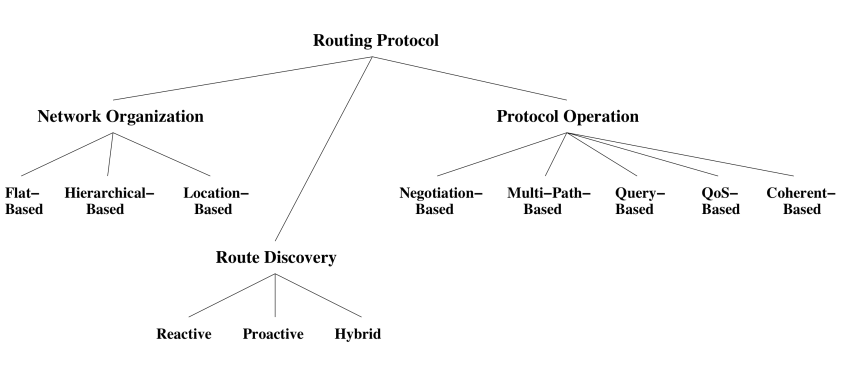 Routing Protocol
Network Organization
Protocol Operation
Flat–
Based
Hierarchical–
Based
Location–
Based
Negotiation–
Based
Multi–Path–
Based
Query–
Based
QoS–
Based
Coherent–
Based
Route Discovery
Reactive
Proactive
Hybrid